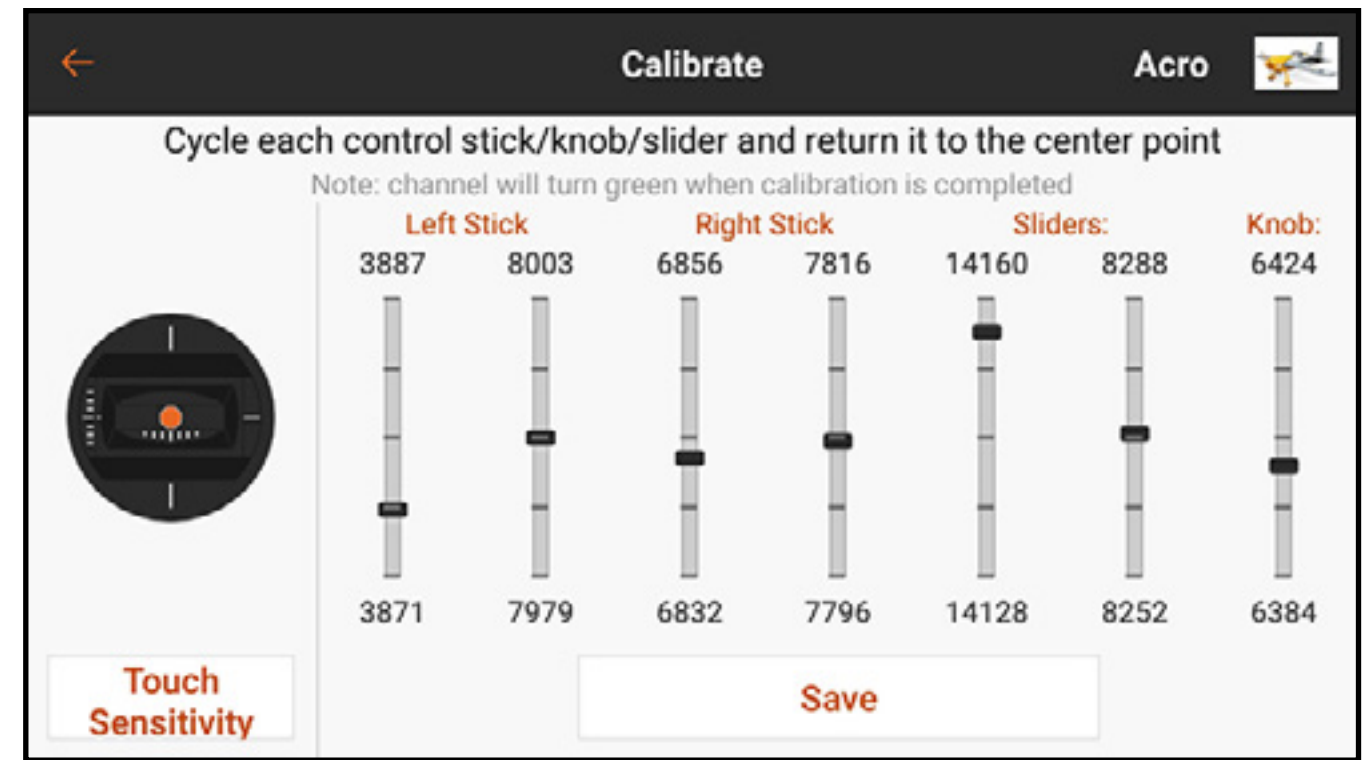 Calibrate
Acro
Cycle each control stick/knob/slider and return it to the center point
Note: channel will turn green when calibration is completed
Left Stick Right Stick Sliders: Knob:
3887 8003 6856 7816 14160 8288 6424
3871 7979 6832 7796 14128 8252 6384
Touch
Sensitivity
Save